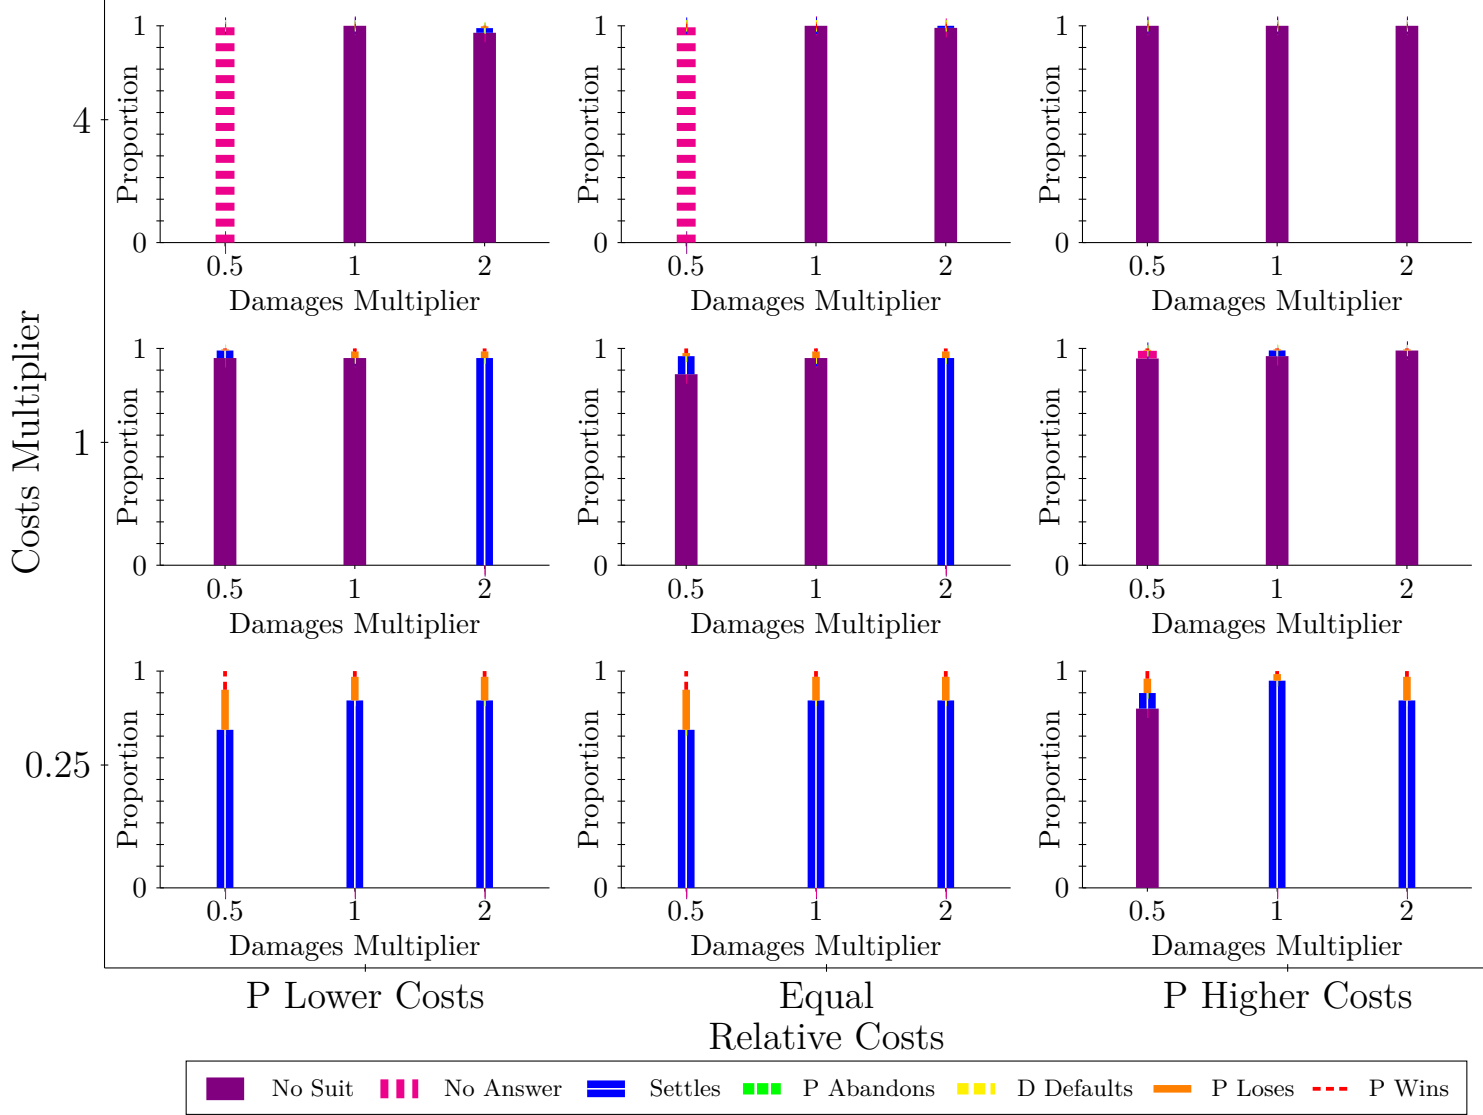 Costs Multiplier
4
1
0.25
Proportion
1
0
0.5 1 2
Damages Multiplier
Proportion
1
0
0.5 1 2
Damages Multiplier
Proportion
1
0
0.5 1 2
Damages Multiplier
Proportion
1
0
0.5 1 2
Damages Multiplier
Proportion
1
0
0.5 1 2
Damages Multiplier
Proportion
1
0
0.5 1 2
Damages Multiplier
Proportion
1
0
0.5 1 2
Damages Multiplier
Proportion
1
0
0.5 1 2
Damages Multiplier
Proportion
1
0
0.5 1 2
Damages Multiplier
P Lower Costs Equal P Higher Costs
Relative Costs
No Suit No Answer Settles P Abandons D Defaults P Loses P Wins